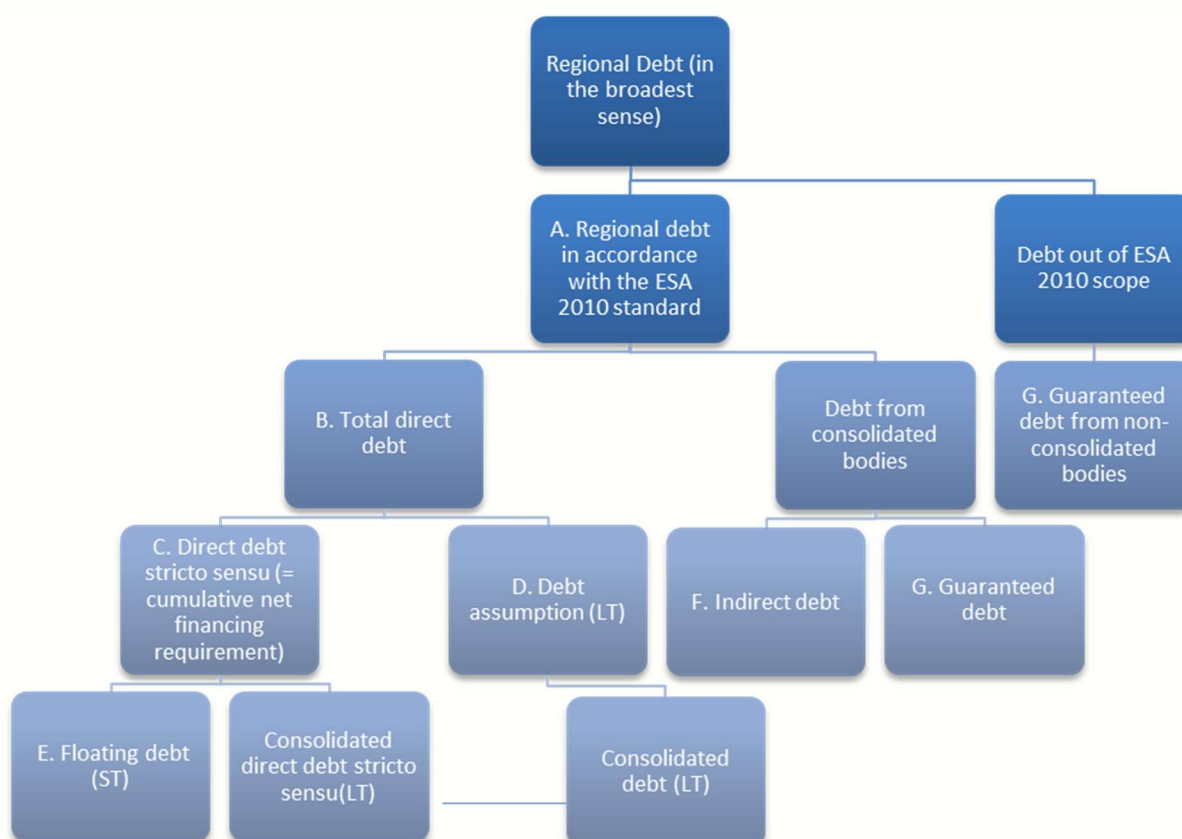 Regional Debt (in
the broadest
sense)
A. Regional debt
in accordance
with the ESA
2010 standard
Debt out of ESA
2010 scope
B. Total direct
debt
Debt from
consolidated
bodies
G. Guaranteed
debt from non-
consolidated
bodies
C. Direct debt
stricto sensu (=
cumulative net
financing
requirement)
D. Debt
assumption (LT)
F. Indirect debt
G. Guaranteed
debt
E. Floating debt
(ST)
Consolidated
direct debt stricto
sensu(LT)
Consolidated
debt (LT)